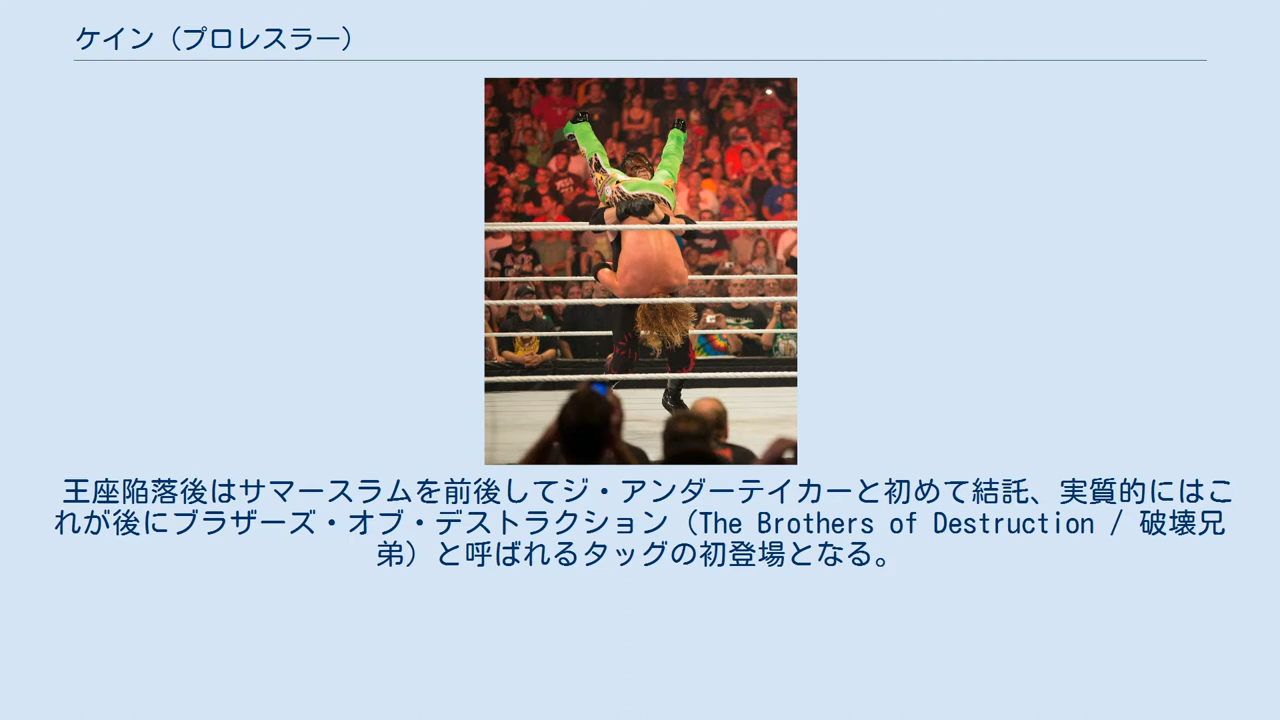 ケイン（プロレスラー）
王座陥落後はサマースラムを前後してジ・アンダーテイカーと初めて結託、実質的にはこ
れが後にブラザーズ・オブ・デストラクション（The Brothers of Destruction / 破壊兄
弟）と呼ばれるタッグの初登場となる。